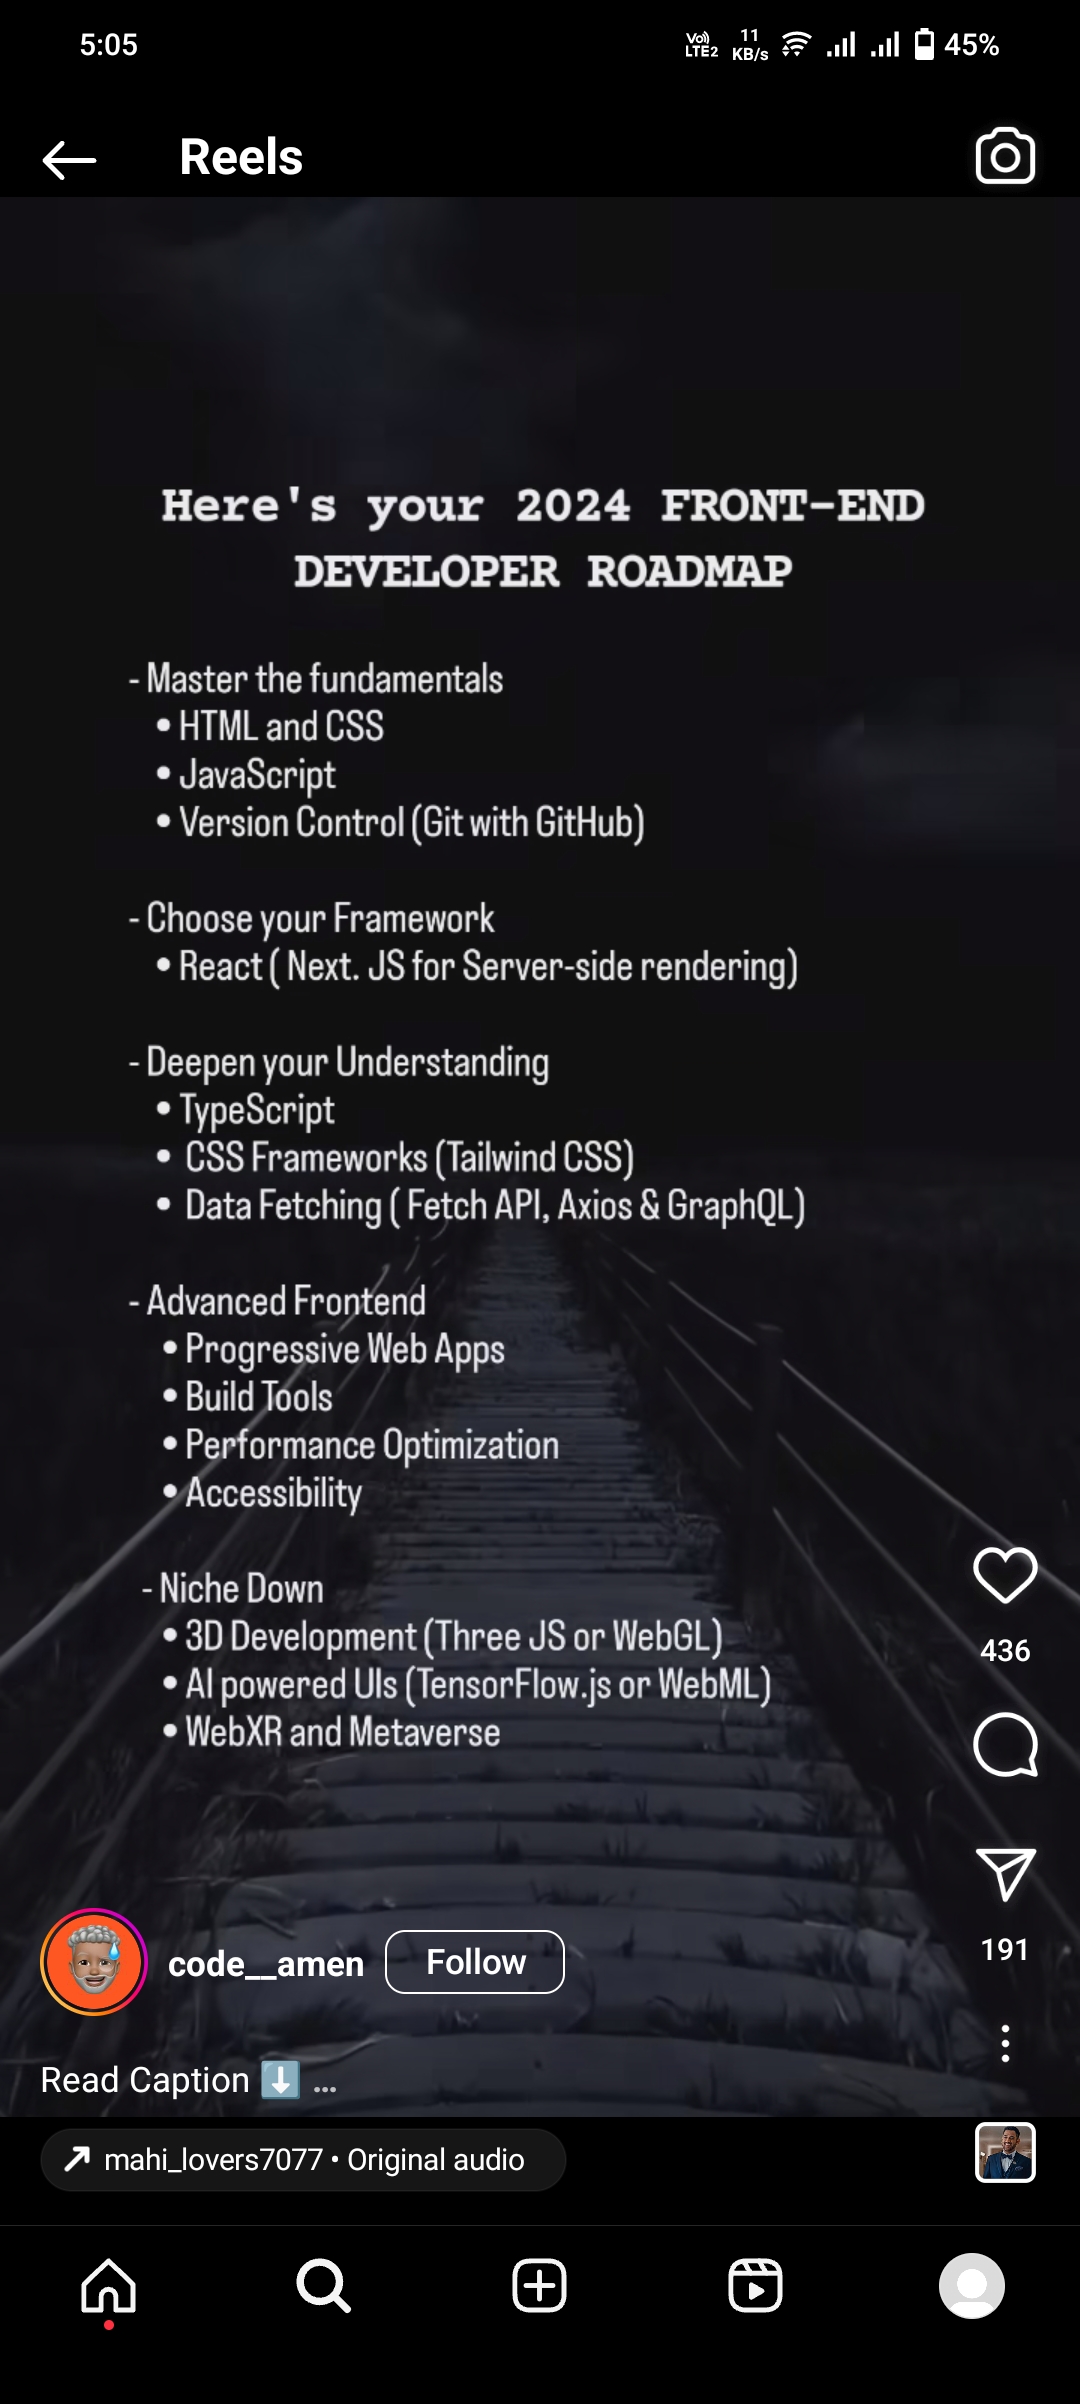 5:05
Vo)) LTE2 11 KB/s 45%
Reels
Here's your 2024 FRONT-END
DEVELOPER ROADMAP
- Master the fundamentals
• HTML and CSS
• JavaScript
• Version Control (Git with GitHub)
- Choose your Framework
• React ( Next. JS for Server-side rendering)
- Deepen your Understanding
• TypeScript
• CSS Frameworks (Tailwind CSS)
• Data Fetching ( Fetch API, Axios & GraphQL)
- Advanced Frontend
• Progressive Web Apps
• Build Tools
• Performance Optimization
• Accessibility
- Niche Down
• 3D Development (Three JS or WebGL)
• AI powered UIs (TensorFlow.js or WebML)
• WebXR and Metaverse
436
191
code__amen Follow
Read Caption ⬇️ ...
mahi_lovers7077 • Original audio